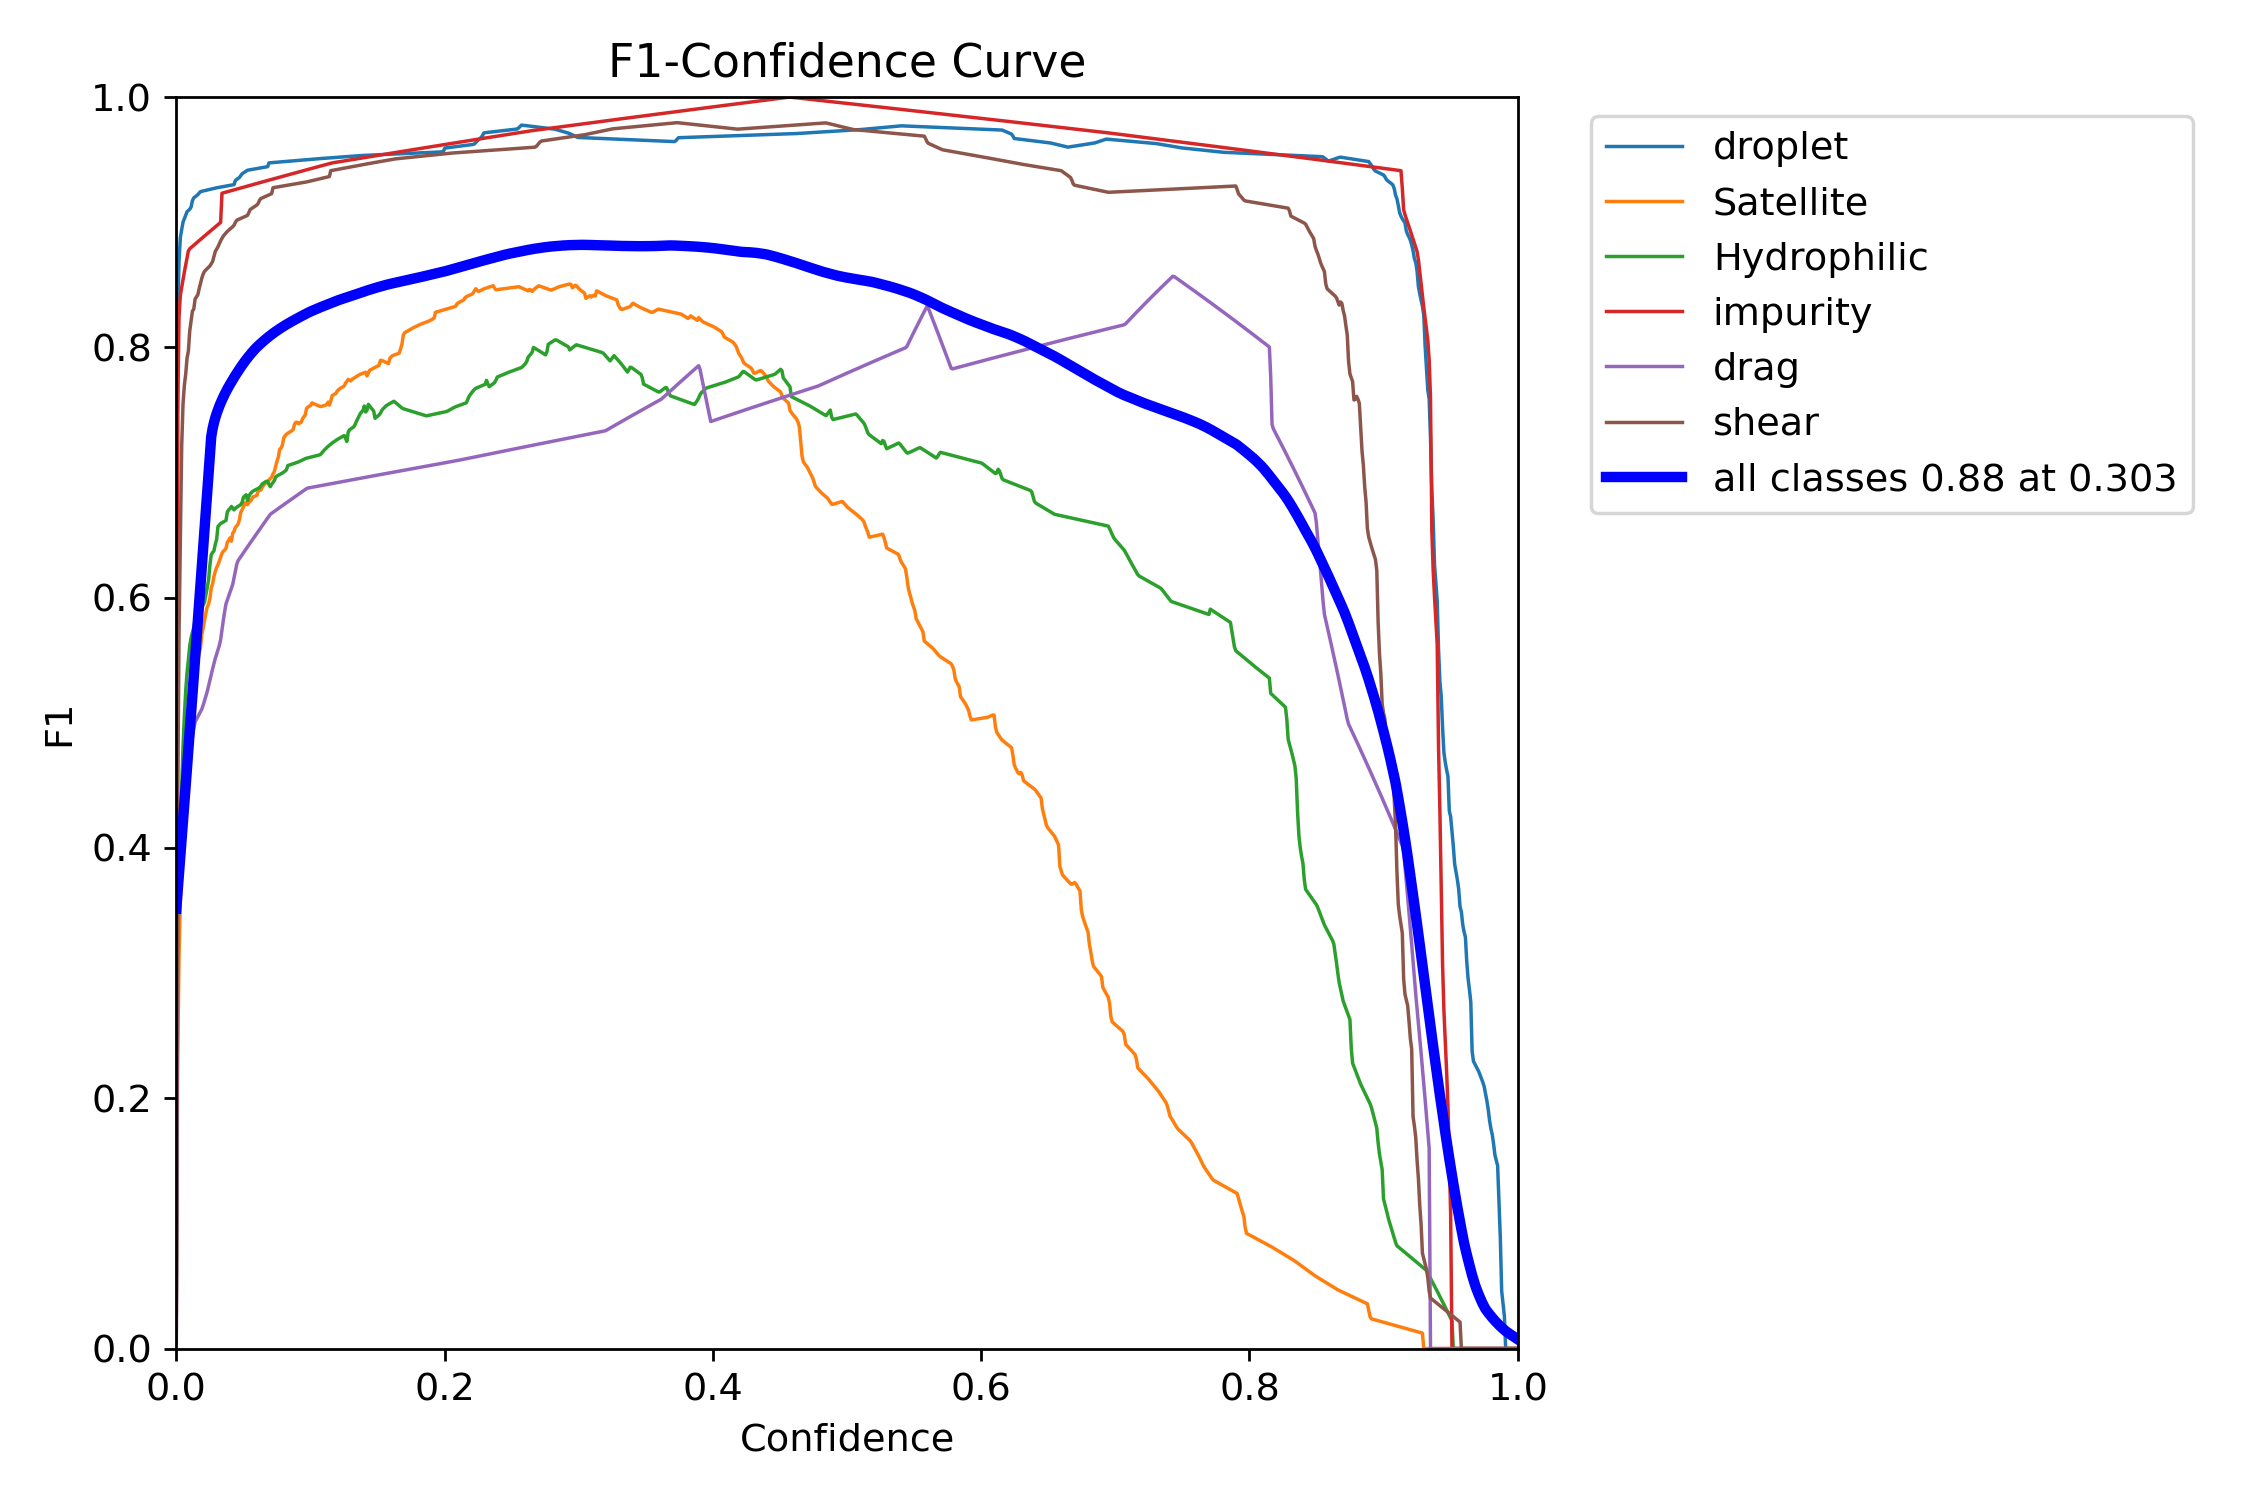 F1-Confidence Curve
1.0
0.8
0.6
0.4
0.2
0.0
F1
0.0 0.2 0.4 0.6 0.8 1.0
Confidence
droplet
Satellite
Hydrophilic
impurity
drag
shear
all classes 0.88 at 0.303